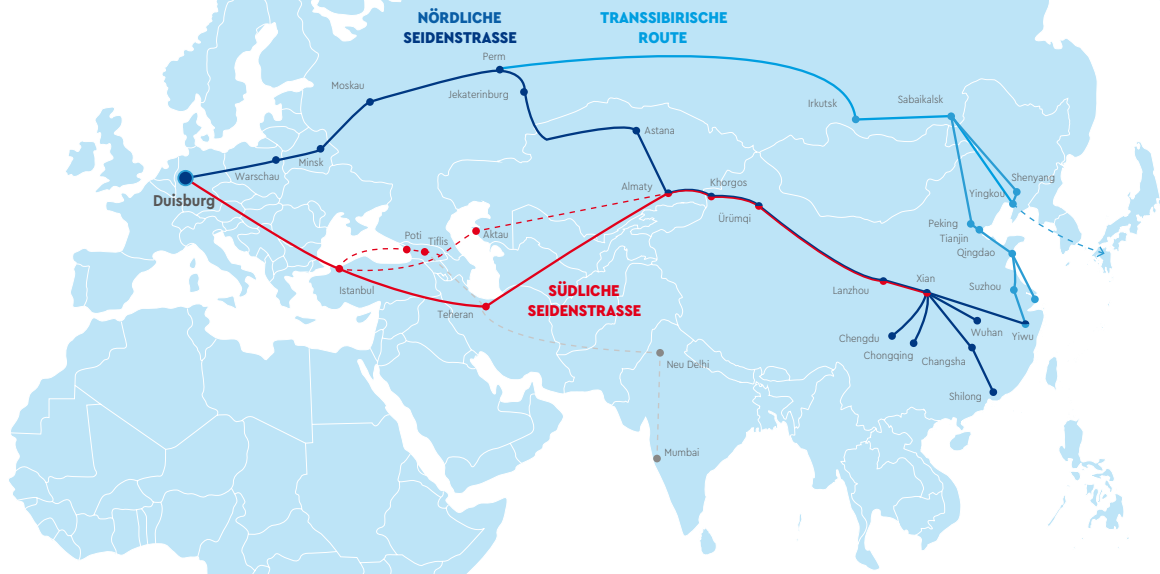 NÖRDLICHE
SEIDENSTRASSE
TRANSSIBIRISCHE
ROUTE
Perm
Moskau
Jekaterinburg
Irkutsk
Sabaikalsk
Astana
Minsk
Warschau
Duisburg
Almaty
Khorgos
Ürümqi
Shenyang
Yingkou
Peking
Tianjin
Qingdao
Poti
Tiflis
Aktau
Istanbul
Teheran
SÜDLICHE
SEIDENSTRASSE
Lanzhou
Xian
Suzhou
Wuhan
Yiwu
Chengdu
Chongqing
Changsha
Shilong
Neu Delhi
Mumbai